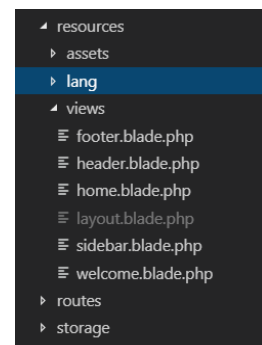 resources
assets
lang
views
footer.blade.php
header.blade.php
home.blade.php
layout.blade.php
sidebar.blade.php
welcome.blade.php
routes
storage